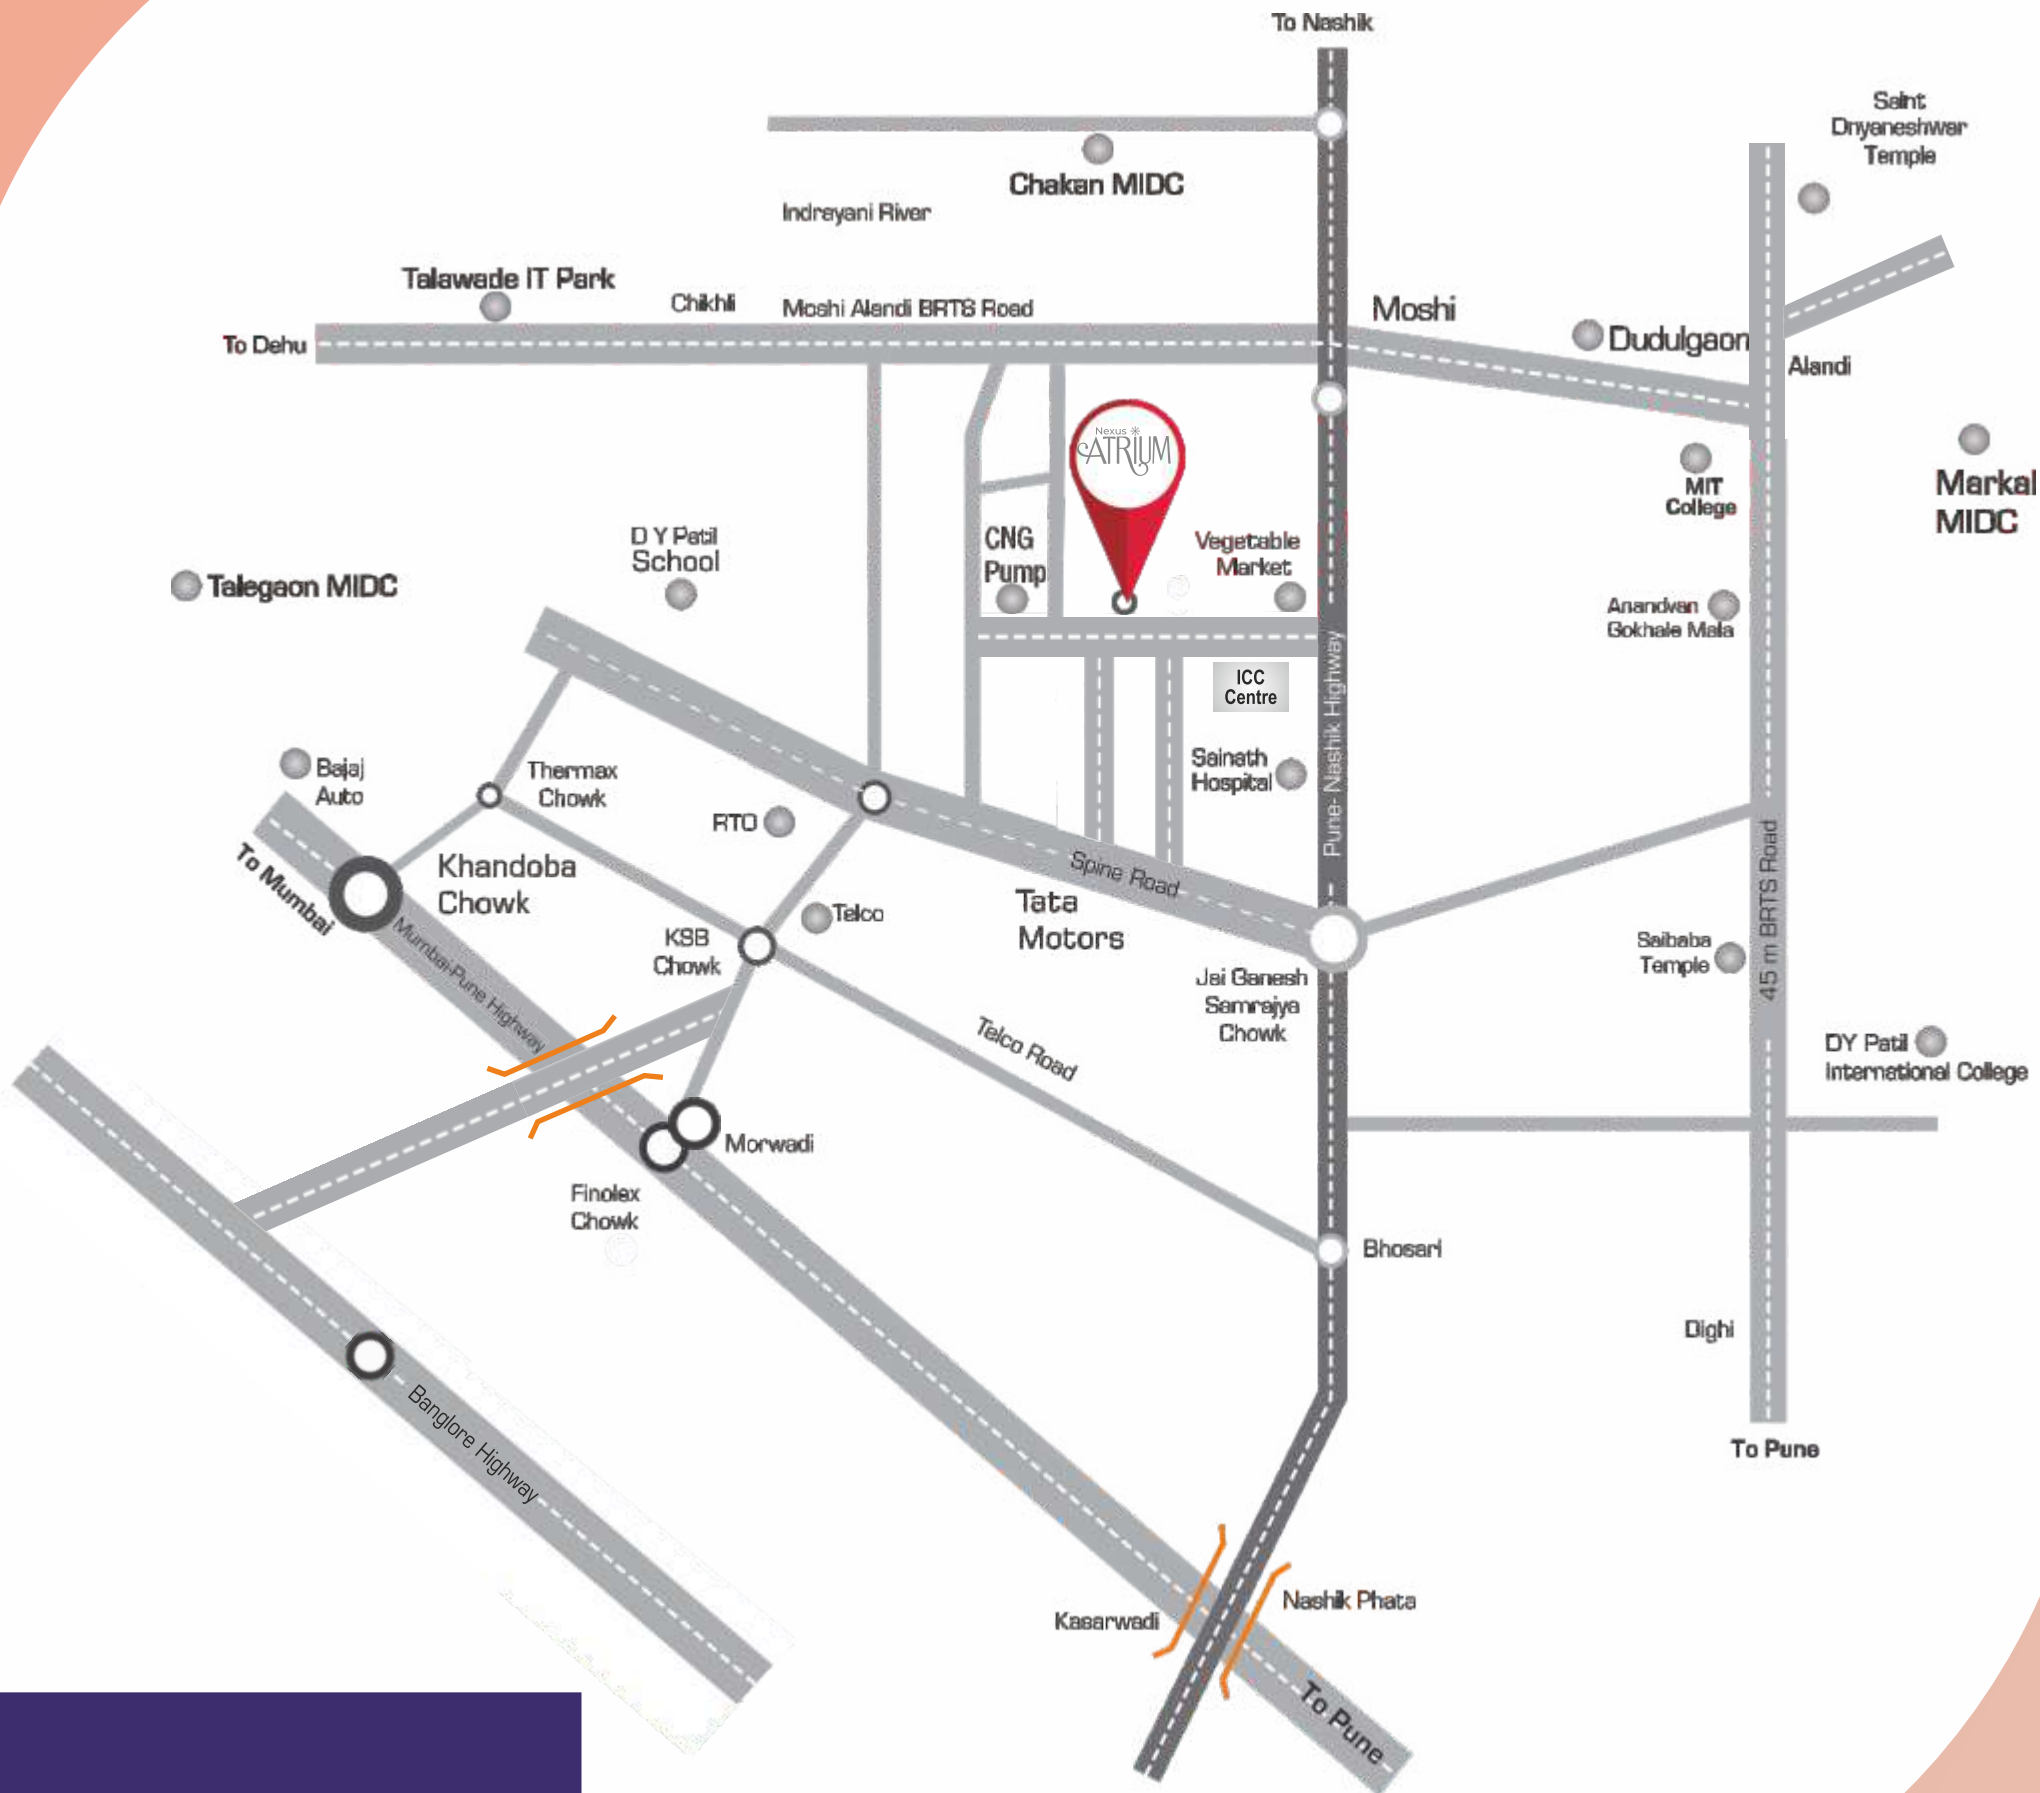 To Nashik
Saint
Dnyaneshwar
Temple
Chakan MIDC
Indrayani River
Talawade IT Park
Chikhli
Moshi Alandi BRTS Road
Moshi
To Dehu
Dudulgaon
Alandi
Nexus
ATRIUM
MIT
College
Markal
MIDC
D Y Patil
School
CNG
Pump
Vegetable
Market
Talegaon MIDC
Anandvan
Gokhale Mala
ICC
Centre
Pune- Nashik Highway
Sainath
Hospital
Bajaj
Auto
Thermax
Chowk
RTO
To Mumbai
Khandoba
Chowk
Spine Road
Tata
Motors
Telco
KSB
Chowk
Mumbai-Pune Highway
45 m BRTS Road
Saibaba
Temple
Jai Ganesh
Samrajya
Chowk
Telco Road
DY Patil
International College
Morwadi
Finolex
Chowk
Bhosari
Dighi
Banglore Highway
To Pune
Kasarwadi
Nashik Phata
To Pune